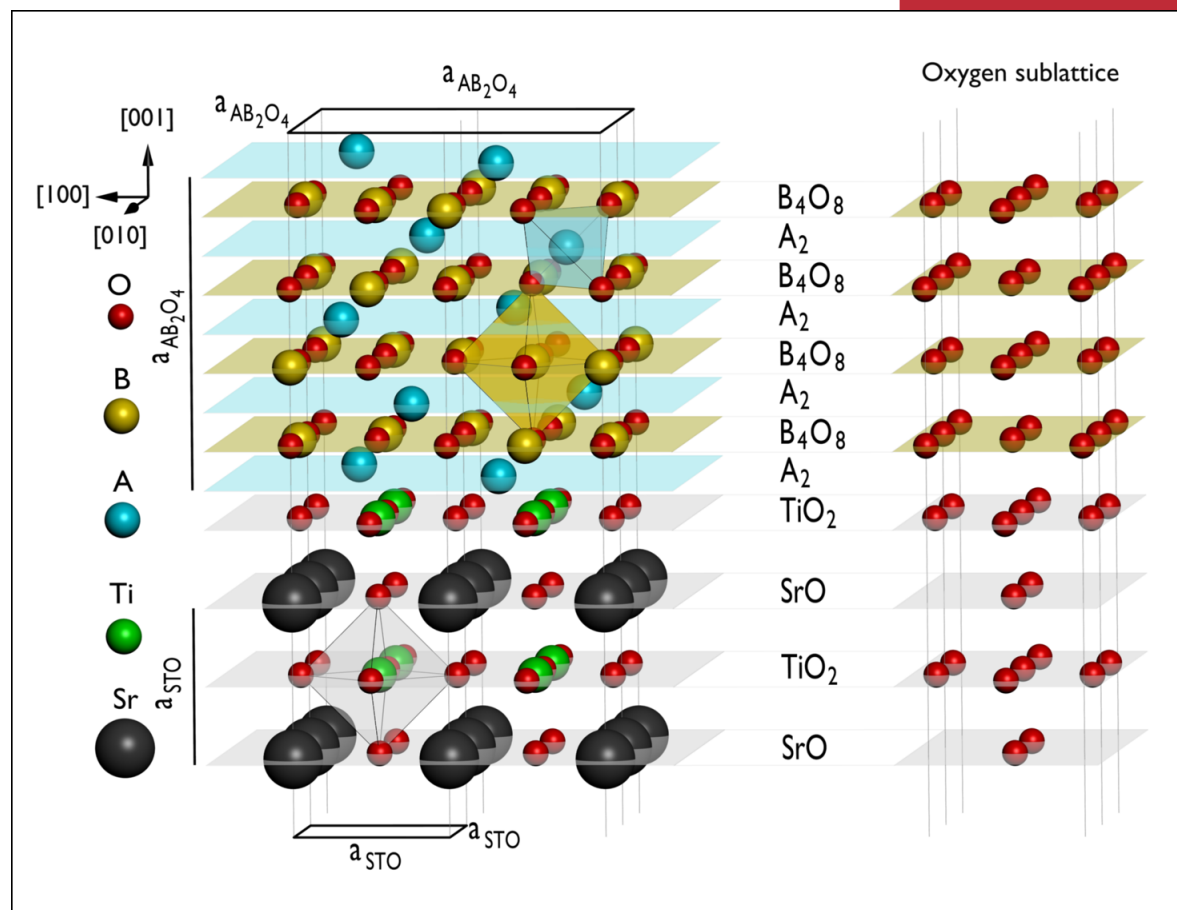 a AB₂O₄
Oxygen sublattice
a AB₂O₄
[001]
[100]
[010]
B₄O₈
A₂
O
B₄O₈
a AB₂O₄
A₂
B
B₄O₈
A₂
B₄O₈
A
A₂
TiO₂
Ti
SrO
a STO
TiO₂
Sr
SrO
a STO
a STO